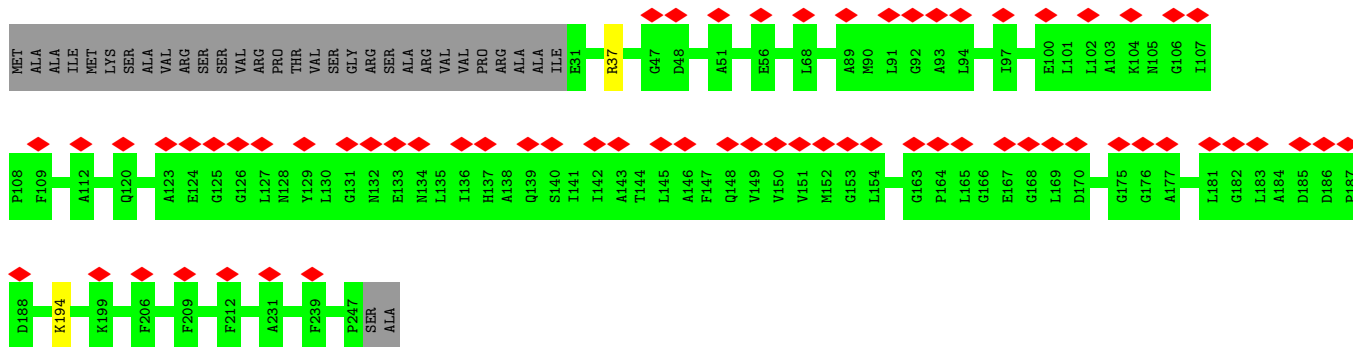 MET ALA ALA ILE MET LYS SER ALA VAL ARG SER SER VAL ARG PRO THR VAL SER GLY ARG SER ALA ARG VAL VAL PRO ARG ALA ALA ILE E31 R37 G47 D48 A51 E56 L68 A89 M90 L91 G92 A93 L94 I97 E100 L101 L102 A103 K104 N105 G106 I107
P108 F109 A112 Q120 A123 E124 G125 G126 L127 N128 Y129 L130 G131 N132 E133 N134 L135 I136 H137 A138 Q139 S140 I141 I142 A143 T144 L145 A146 F147 Q148 V149 V150 V151 M152 G153 L154 G163 P164 L165 G166 E167 G168 L169 D170 G175 G176 A177 L181 G182 L183 A184 D185 D186 P187
D188 K194 K199 F206 F209 F212 A231 F239 P247 SER ALA